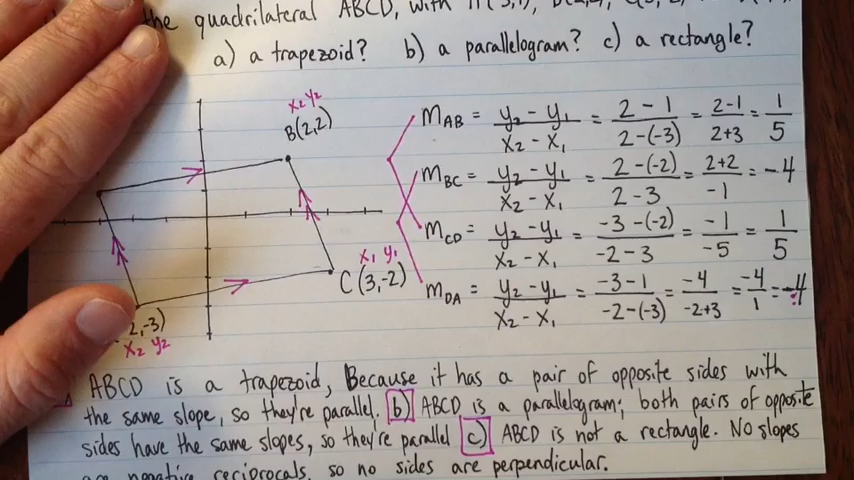 the quadrilateral ABCD, with
a) a trapezoid? b) a parallelogram? c) a rectangle?
x₂ y₂
B(2,2)
x₁ y₁
C (3,-2)
2,-3)
x₂ y₂
m_AB = (y₂ - y₁)/(x₂ - x₁) = (2 - 1)/(2 - (-3)) = (2-1)/(2+3) = 1/5
m_BC = (y₂ - y₁)/(x₂ - x₁) = (2 - (-2))/(2 - 3) = (2+2)/(-1) = -4
m_CD = (y₂ - y₁)/(x₂ - x₁) = (-3 - (-2))/(-2 - 3) = (-1)/(-5) = 1/5
m_DA = (y₂ - y₁)/(x₂ - x₁) = (-3 - 1)/(-2 - (-3)) = (-4)/(-2+3) = (-4)/1 = -4
ABCD is a trapezoid, Because it has a pair of opposite sides with
the same slope, so they're parallel. b) ABCD is a parallelogram; both pairs of opposite
sides have the same slopes, so they're parallel c) ABCD is not a rectangle. No slopes
are negative reciprocals, so no sides are perpendicular.